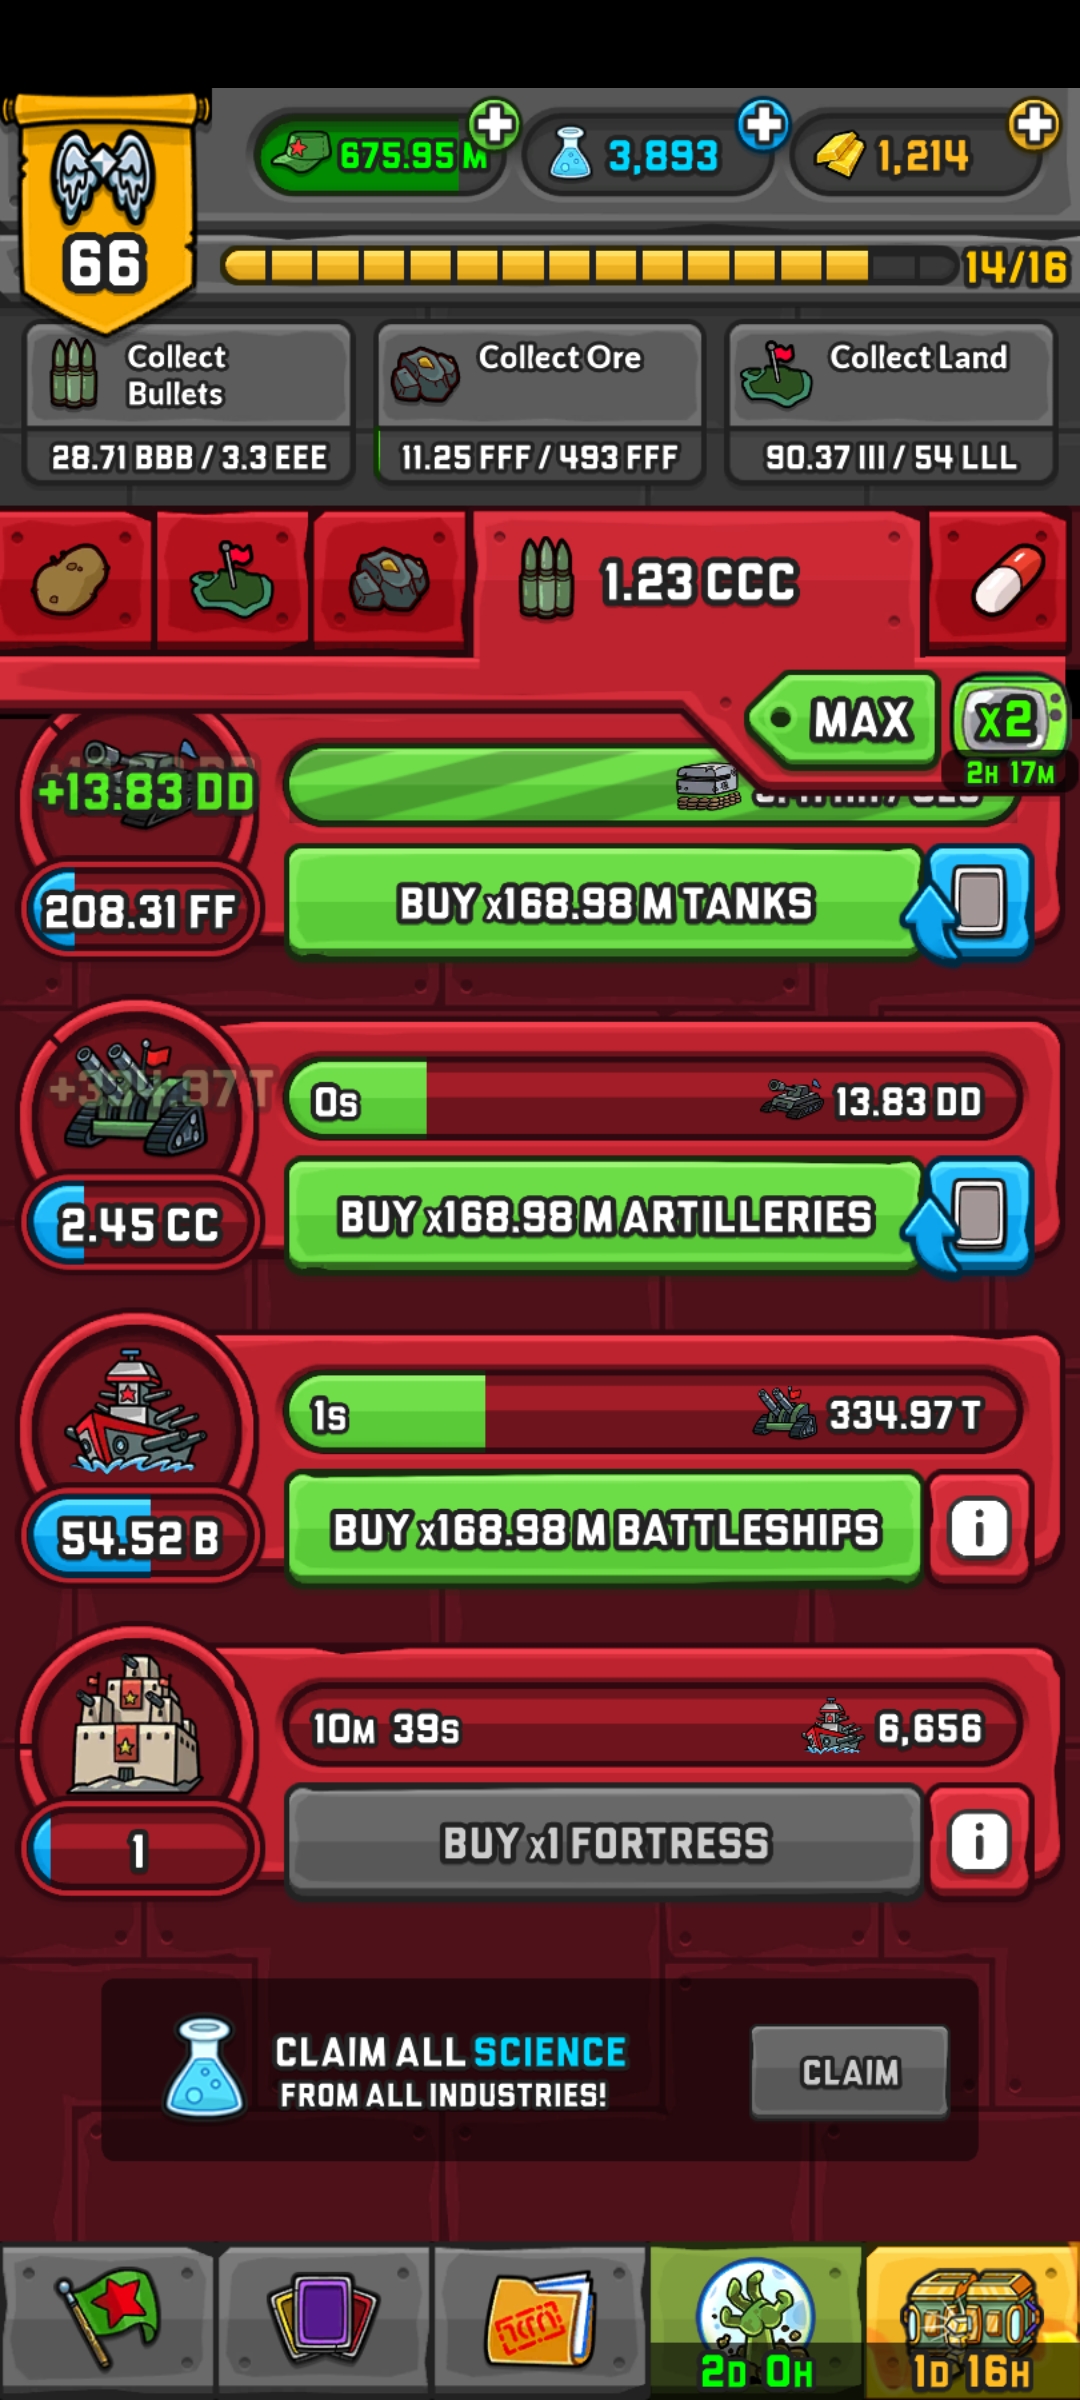 675.95 M
3,893
1,214
66
14/16
Collect
Bullets
Collect Ore
Collect Land
28.71 BBB / 3.3 EEE
11.25 FFF / 493 FFF
90.37 III / 54 LLL
1.23 CCC
MAX
x2
2H 17M
+13.83 DD
208.31 FF
BUY x168.98 M TANKS
+334.97 T
0s
13.83 DD
2.45 CC
BUY x168.98 M ARTILLERIES
1s
334.97 T
54.52 B
BUY x168.98 M BATTLESHIPS
10M 39s
6,656
1
BUY x1 FORTRESS
CLAIM ALL SCIENCE
FROM ALL INDUSTRIES!
CLAIM
2D 0H
1D 16H